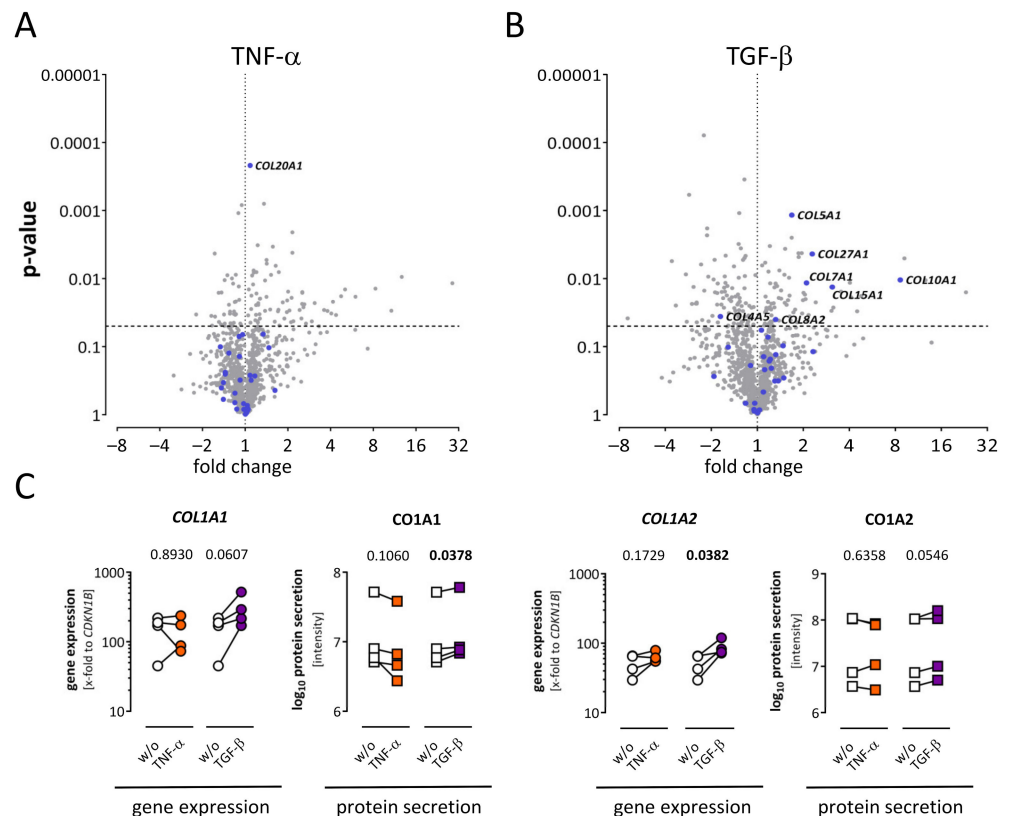 A
B
TNF-α
TGF-β
p-value
0.00001
0.0001
0.001
0.01
0.1
1
COL20A1
−8 −4 −2 1 2 4 8 16 32
fold change
0.00001
0.0001
0.001
0.01
0.1
1
COL5A1
COL27A1
COL7A1
COL10A1
COL15A1
COL4A5
COL8A2
−8 −4 −2 1 2 4 8 16 32
fold change
C
COL1A1
0.8930 0.0607
gene expression
[x-fold to CDKN1B]
1000
100
10
w/o TNF-α w/o TGF-β
gene expression
CO1A1
0.1060 0.0378
log10 protein secretion
[intensity]
8
7
6
w/o TNF-α w/o TGF-β
protein secretion
COL1A2
0.1729 0.0382
gene expression
[x-fold to CDKN1B]
1000
100
10
w/o TNF-α w/o TGF-β
gene expression
CO1A2
0.6358 0.0546
log10 protein secretion
[intensity]
9
8
7
6
w/o TNF-α w/o TGF-β
protein secretion